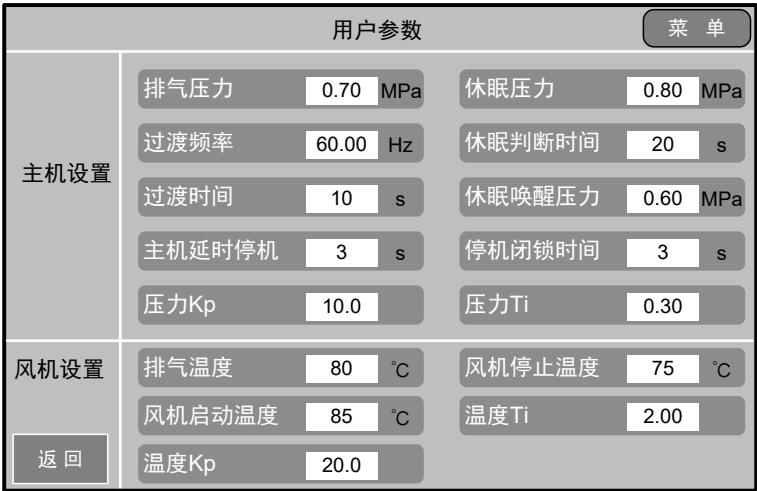 用户参数 菜 单
主机设置
排气压力 0.70 MPa 休眠压力 0.80 MPa
过渡频率 60.00 Hz 休眠判断时间 20 s
过渡时间 10 s 休眠唤醒压力 0.60 MPa
主机延时停机 3 s 停机闭锁时间 3 s
压力Kp 10.0 压力Ti 0.30
风机设置
排气温度 80 °C 风机停止温度 75 °C
风机启动温度 85 °C 温度Ti 2.00
温度Kp 20.0
返 回